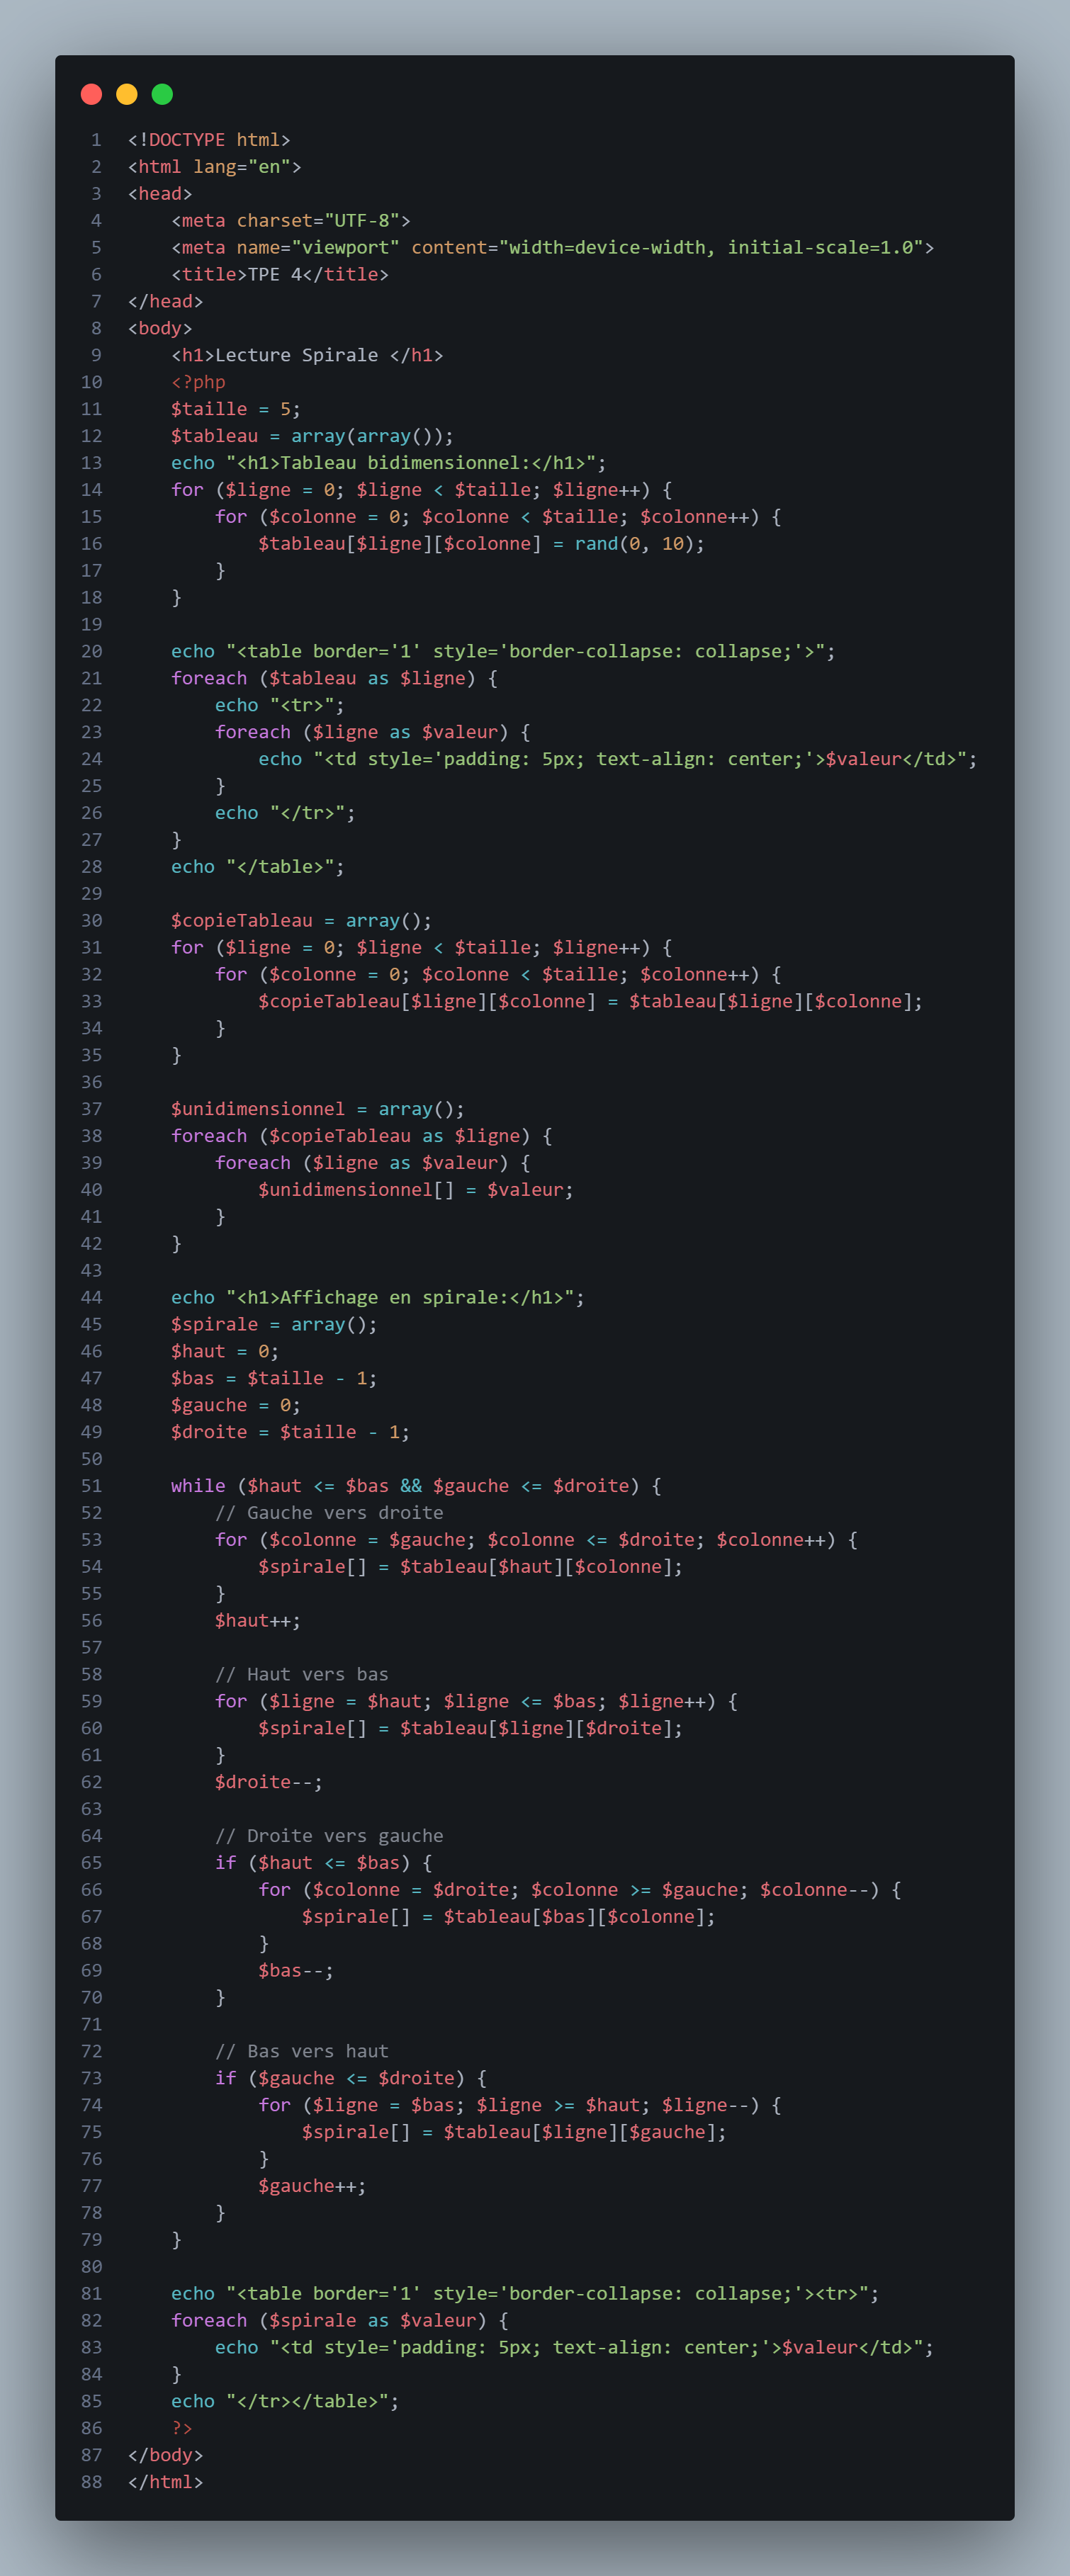 1 <!DOCTYPE html>
2 <html lang="en">
3 <head>
4     <meta charset="UTF-8">
5     <meta name="viewport" content="width=device-width, initial-scale=1.0">
6     <title>TPE 4</title>
7 </head>
8 <body>
9     <h1>Lecture Spirale </h1>
10     <?php
11     $taille = 5;
12     $tableau = array(array());
13     echo "<h1>Tableau bidimensionnel:</h1>";
14     for ($ligne = 0; $ligne < $taille; $ligne++) {
15         for ($colonne = 0; $colonne < $taille; $colonne++) {
16             $tableau[$ligne][$colonne] = rand(0, 10);
17         }
18     }
19
20     echo "<table border='1' style='border-collapse: collapse;'>";
21     foreach ($tableau as $ligne) {
22         echo "<tr>";
23         foreach ($ligne as $valeur) {
24             echo "<td style='padding: 5px; text-align: center;'>$valeur</td>";
25         }
26         echo "</tr>";
27     }
28     echo "</table>";
29
30     $copieTableau = array();
31     for ($ligne = 0; $ligne < $taille; $ligne++) {
32         for ($colonne = 0; $colonne < $taille; $colonne++) {
33             $copieTableau[$ligne][$colonne] = $tableau[$ligne][$colonne];
34         }
35     }
36
37     $unidimensionnel = array();
38     foreach ($copieTableau as $ligne) {
39         foreach ($ligne as $valeur) {
40             $unidimensionnel[] = $valeur;
41         }
42     }
43
44     echo "<h1>Affichage en spirale:</h1>";
45     $spirale = array();
46     $haut = 0;
47     $bas = $taille - 1;
48     $gauche = 0;
49     $droite = $taille - 1;
50
51     while ($haut <= $bas && $gauche <= $droite) {
52         // Gauche vers droite
53         for ($colonne = $gauche; $colonne <= $droite; $colonne++) {
54             $spirale[] = $tableau[$haut][$colonne];
55         }
56         $haut++;
57
58         // Haut vers bas
59         for ($ligne = $haut; $ligne <= $bas; $ligne++) {
60             $spirale[] = $tableau[$ligne][$droite];
61         }
62         $droite--;
63
64         // Droite vers gauche
65         if ($haut <= $bas) {
66             for ($colonne = $droite; $colonne >= $gauche; $colonne--) {
67                 $spirale[] = $tableau[$bas][$colonne];
68             }
69             $bas--;
70         }
71
72         // Bas vers haut
73         if ($gauche <= $droite) {
74             for ($ligne = $bas; $ligne >= $haut; $ligne--) {
75                 $spirale[] = $tableau[$ligne][$gauche];
76             }
77             $gauche++;
78         }
79     }
80
81     echo "<table border='1' style='border-collapse: collapse;'><tr>";
82     foreach ($spirale as $valeur) {
83         echo "<td style='padding: 5px; text-align: center;'>$valeur</td>";
84     }
85     echo "</tr></table>";
86     ?>
87 </body>
88 </html>